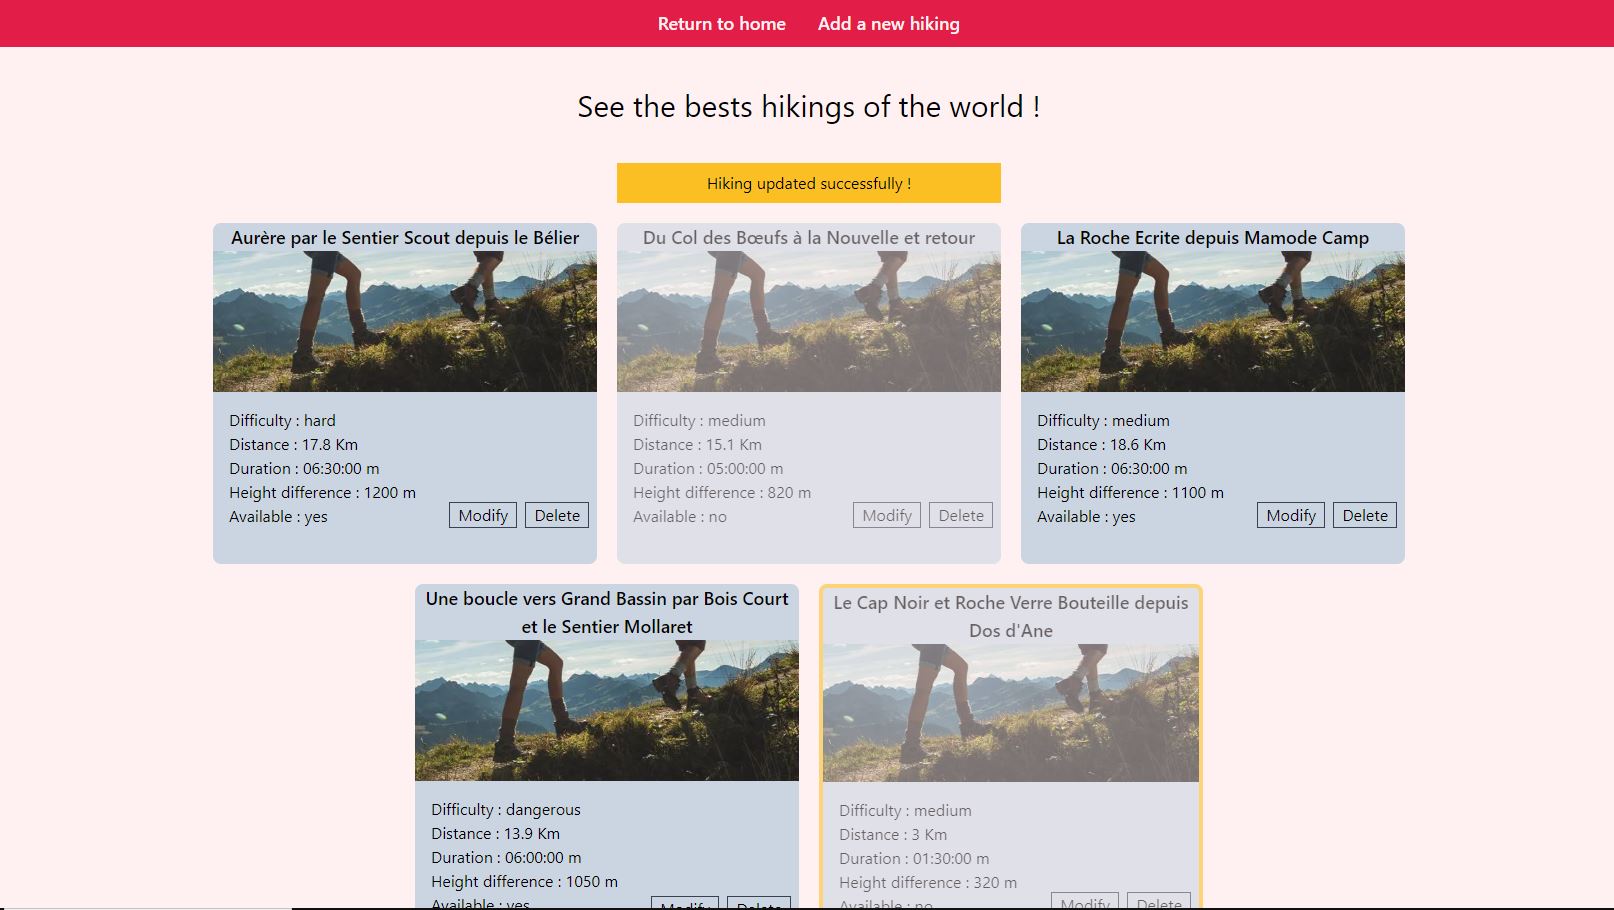 Return to home Add a new hiking
See the bests hikings of the world !
Hiking updated successfully !
Aurère par le Sentier Scout depuis le Bélier
Difficulty : hard
Distance : 17.8 Km
Duration : 06:30:00 m
Height difference : 1200 m
Available : yes
Modify Delete
Du Col des Bœufs à la Nouvelle et retour
Difficulty : medium
Distance : 15.1 Km
Duration : 05:00:00 m
Height difference : 820 m
Available : no
Modify Delete
La Roche Ecrite depuis Mamode Camp
Difficulty : medium
Distance : 18.6 Km
Duration : 06:30:00 m
Height difference : 1100 m
Available : yes
Modify Delete
Une boucle vers Grand Bassin par Bois Court
et le Sentier Mollaret
Difficulty : dangerous
Distance : 13.9 Km
Duration : 06:00:00 m
Height difference : 1050 m
Available : yes
Modify Delete
Le Cap Noir et Roche Verre Bouteille depuis
Dos d'Ane
Difficulty : medium
Distance : 3 Km
Duration : 01:30:00 m
Height difference : 320 m
Available : no
Modify Delete